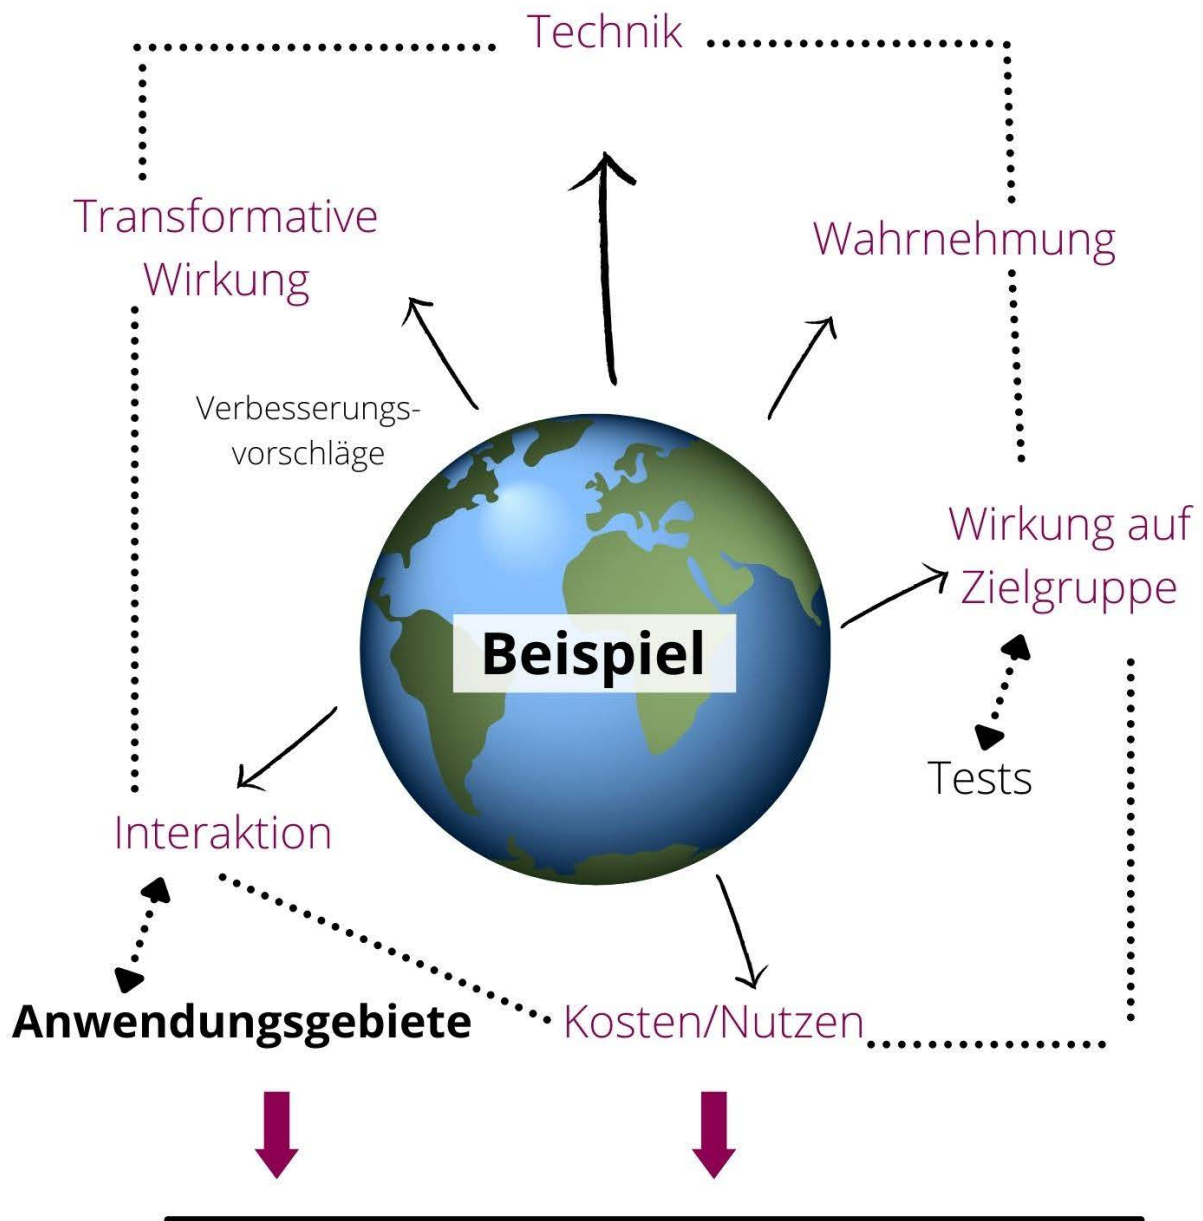 Technik
Transformative
Wirkung
Wahrnehmung
Verbesserungs-
vorschläge
Wirkung auf
Zielgruppe
Beispiel
Tests
Interaktion
Anwendungsgebiete
Kosten/Nutzen